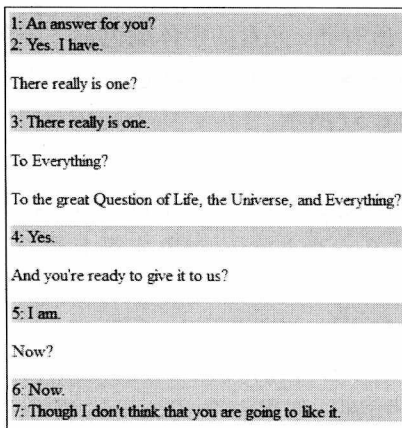 1: An answer for you?
2: Yes. I have.
There really is one?
3: There really is one.
To Everything?
To the great Question of Life, the Universe, and Everything?
4: Yes.
And you're ready to give it to us?
5: I am.
Now?
6: Now.
7: Though I don't think that you are going to like it.